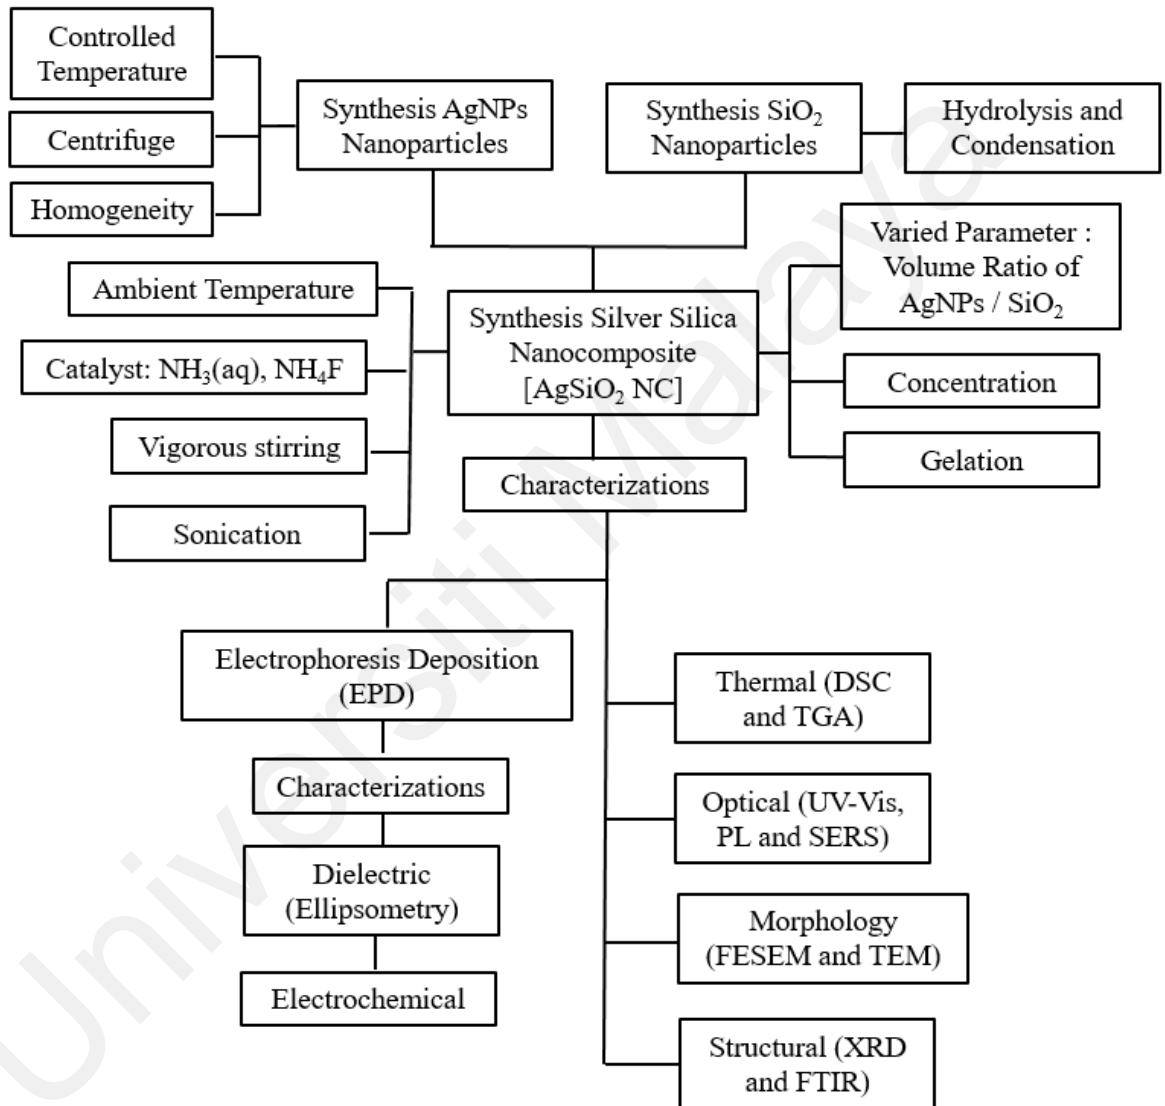 Controlled
Temperature
Centrifuge
Homogeneity
Synthesis AgNPs
Nanoparticles
Synthesis SiO₂
Nanoparticles
Hydrolysis and
Condensation
Ambient Temperature
Catalyst: NH₃(aq), NH₄F
Vigorous stirring
Sonication
Synthesis Silver Silica
Nanocomposite
[AgSiO₂ NC]
Varied Parameter :
Volume Ratio of
AgNPs / SiO₂
Concentration
Gelation
Characterizations
Electrophoresis Deposition
(EPD)
Characterizations
Dielectric
(Ellipsometry)
Electrochemical
Thermal (DSC
and TGA)
Optical (UV-Vis,
PL and SERS)
Morphology
(FESEM and TEM)
Structural (XRD
and FTIR)
Universiti Malaya